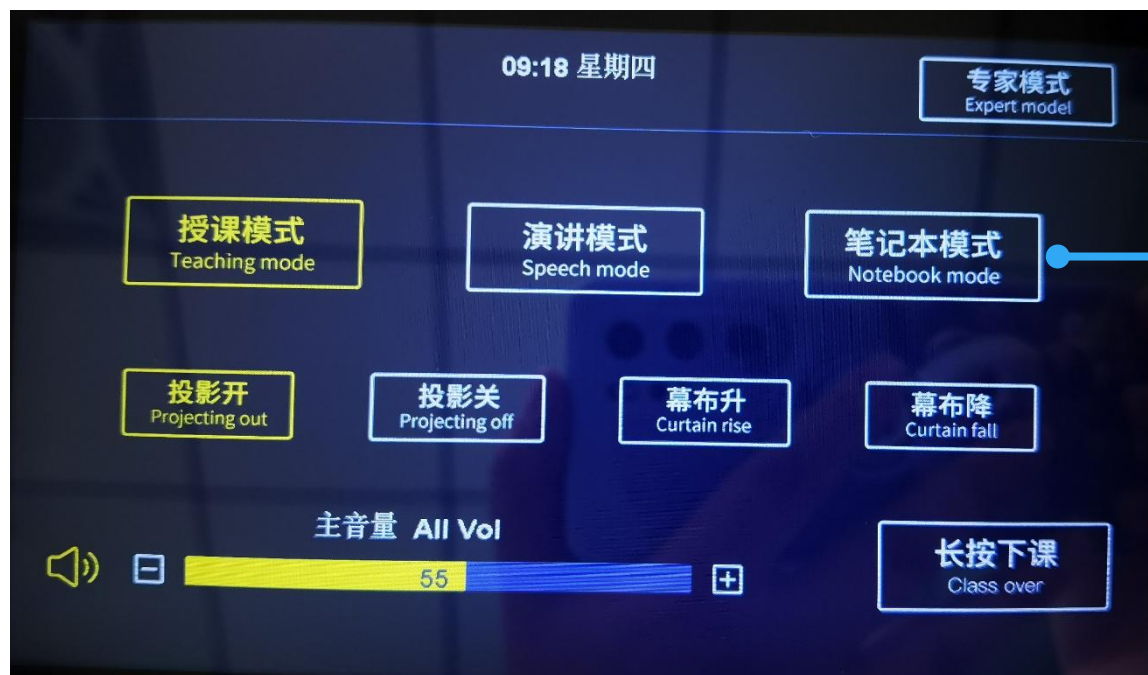 09:18 星期四
专家模式
Expert model
授课模式
Teaching mode
演讲模式
Speech mode
笔记本模式
Notebook mode
投影开
Projecting out
投影关
Projecting off
幕布升
Curtain rise
幕布降
Curtain fall
主音量 All Vol
55
长按下课
Class over